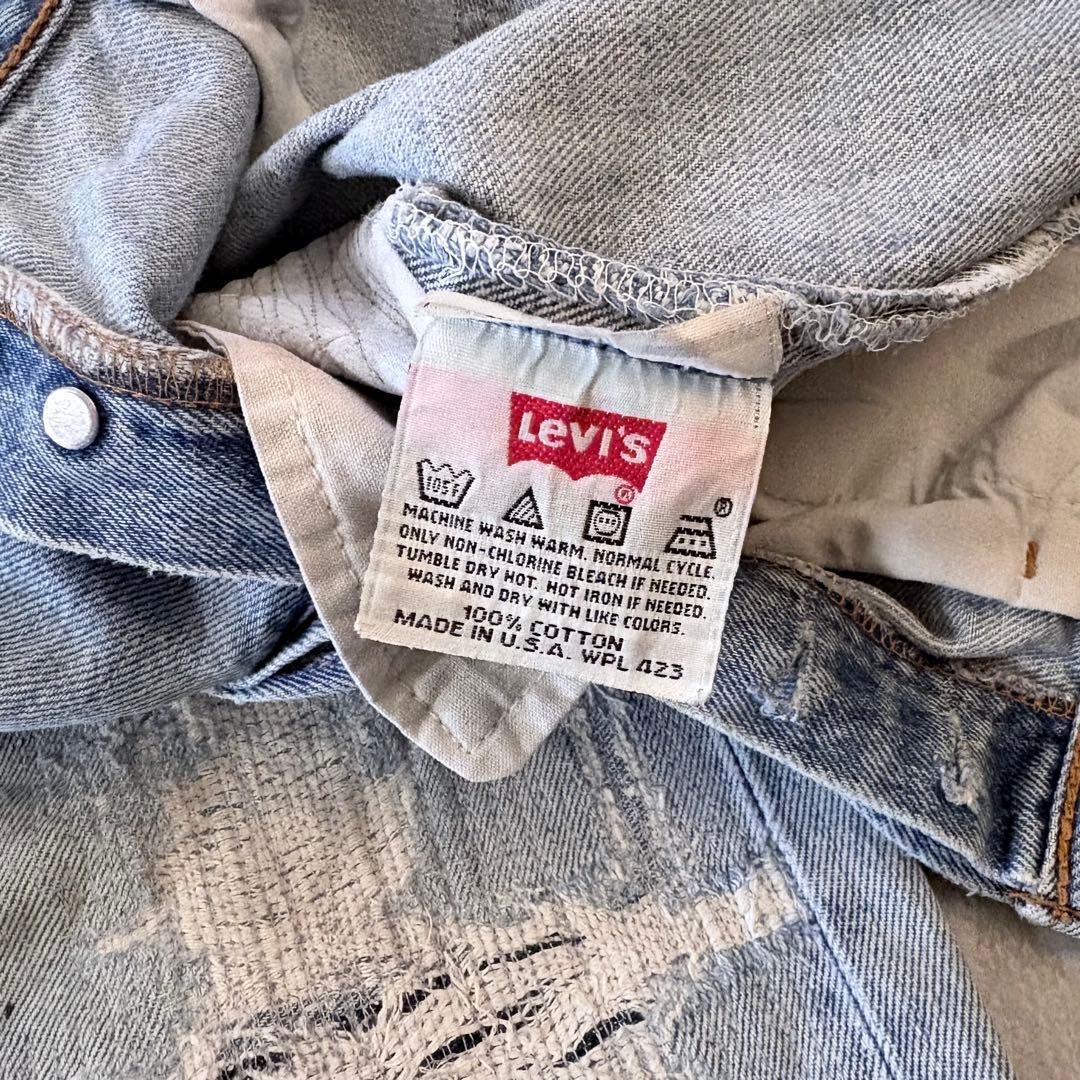 Levi's
®
105F
®
MACHINE WASH WARM. NORMAL CYCLE.
ONLY NON-CHLORINE BLEACH IF NEEDED.
TUMBLE DRY HOT. HOT IRON IF NEEDED.
WASH AND DRY WITH LIKE COLORS.
100% COTTON
MADE IN U.S.A. WPL 423